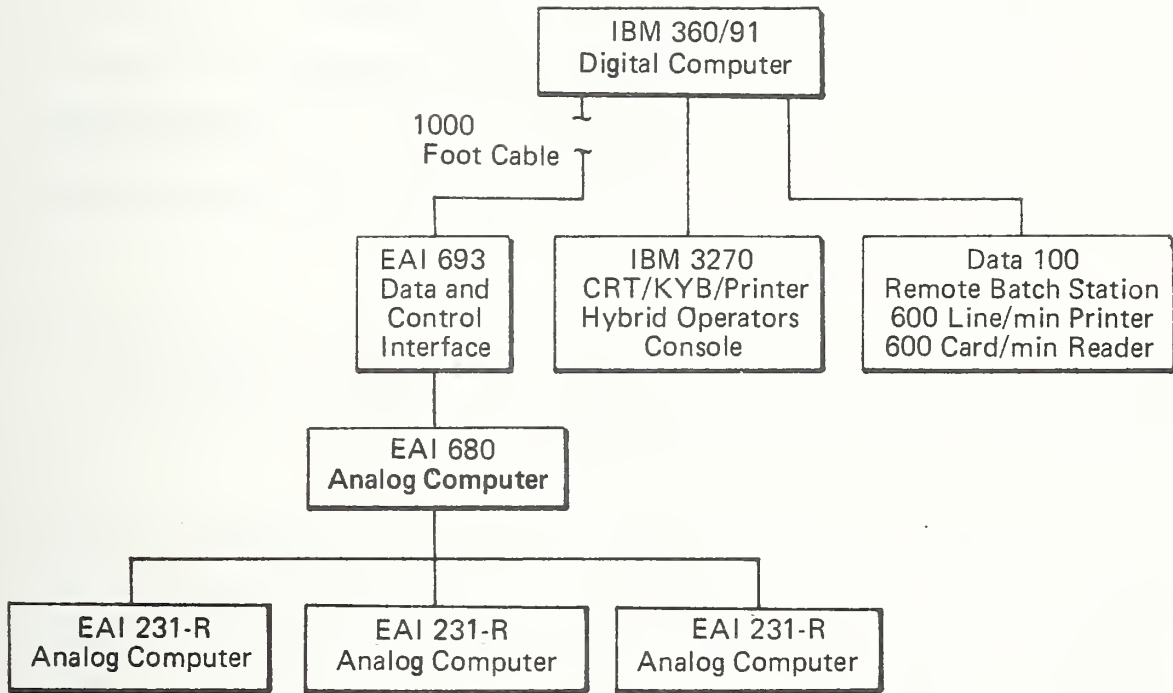 IBM 360/91
Digital Computer
1000
Foot Cable
EAI 693
Data and
Control
Interface
IBM 3270
CRT/KYB/Printer
Hybrid Operators
Console
Data 100
Remote Batch Station
600 Line/min Printer
600 Card/min Reader
EAI 680
Analog Computer
EAI 231-R
Analog Computer
EAI 231-R
Analog Computer
EAI 231-R
Analog Computer